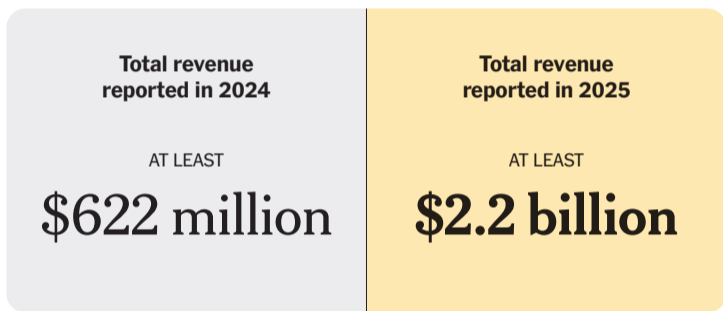 Total revenue
reported in 2024
AT LEAST
$622 million
Total revenue
reported in 2025
AT LEAST
$2.2 billion